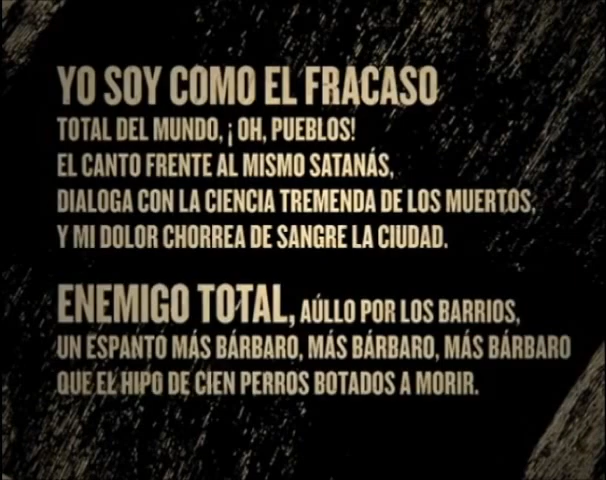 YO SOY COMO EL FRACASO
TOTAL DEL MUNDO, ¡ OH, PUEBLOS!
EL CANTO FRENTE AL MISMO SATANÁS,
DIALOGA CON LA CIENCIA TREMENDA DE LOS MUERTOS,
Y MI DOLOR CHORREA DE SANGRE LA CIUDAD.
ENEMIGO TOTAL, AÚLLO POR LOS BARRIOS,
UN ESPANTO MÁS BÁRBARO, MÁS BÁRBARO, MÁS BÁRBARO
QUE EL HIPO DE CIEN PERROS BOTADOS A MORIR.